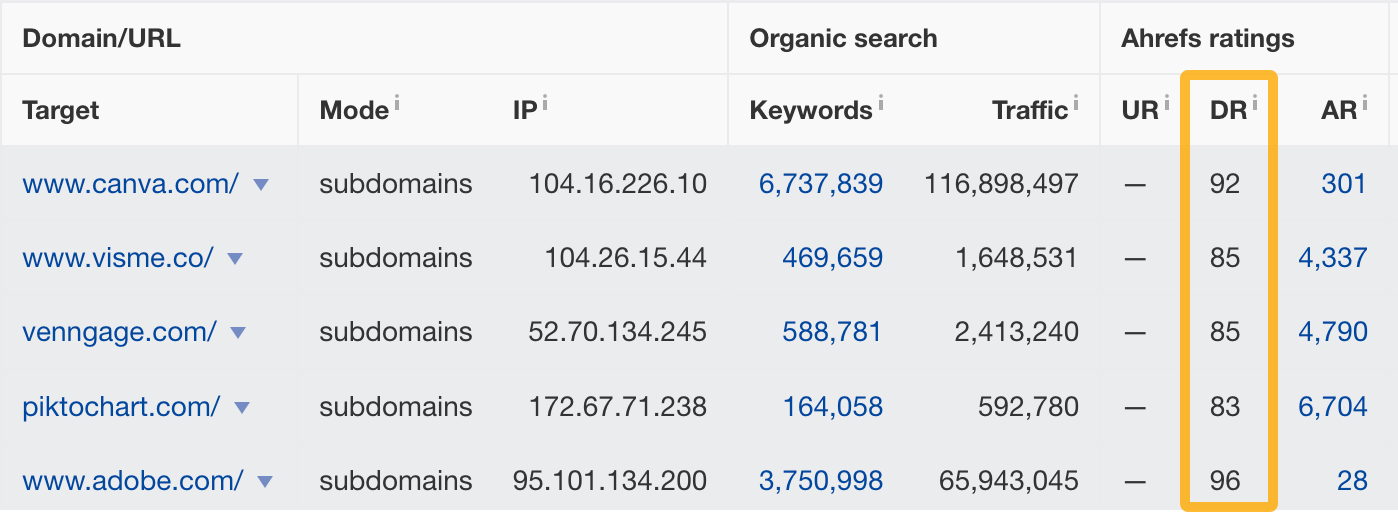 Domain/URL Organic search Ahrefs ratings
Target Mode i IP i Keywords i Traffic i UR i DR i AR i
www.canva.com/ subdomains 104.16.226.10 6,737,839 116,898,497 — 92 301
www.visme.co/ subdomains 104.26.15.44 469,659 1,648,531 — 85 4,337
venngage.com/ subdomains 52.70.134.245 588,781 2,413,240 — 85 4,790
piktochart.com/ subdomains 172.67.71.238 164,058 592,780 — 83 6,704
www.adobe.com/ subdomains 95.101.134.200 3,750,998 65,943,045 — 96 28